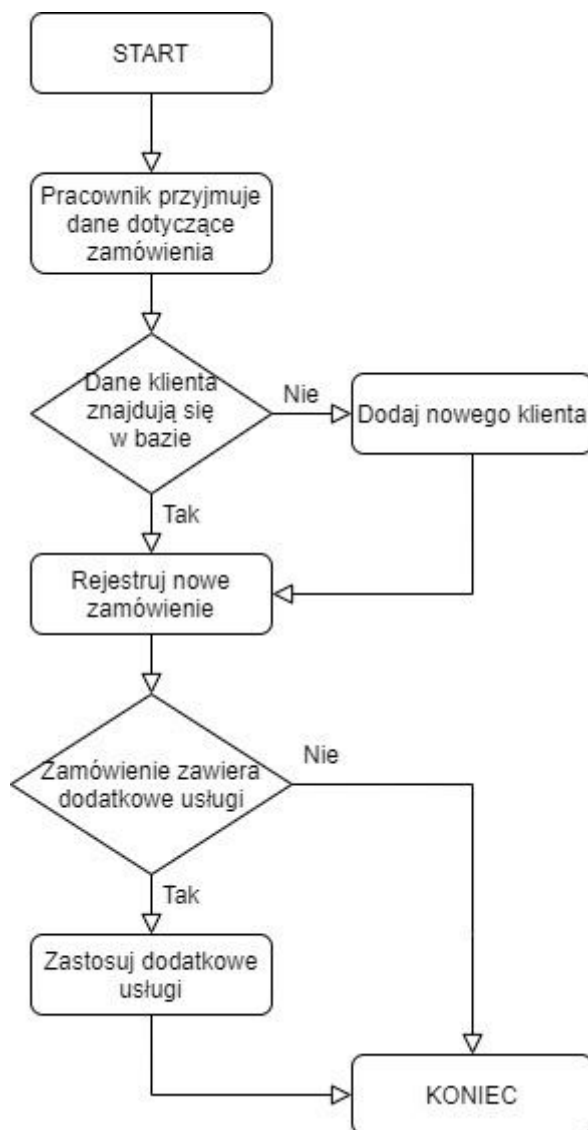 START
Pracownik przyjmuje
dane dotyczące
zamówienia
Dane klienta
znajdują się
w bazie
Nie
Dodaj nowego klienta
Tak
Rejestruj nowe
zamówienie
Zamówienie zawiera
dodatkowe usługi
Nie
Tak
Zastosuj dodatkowe
usługi
KONIEC